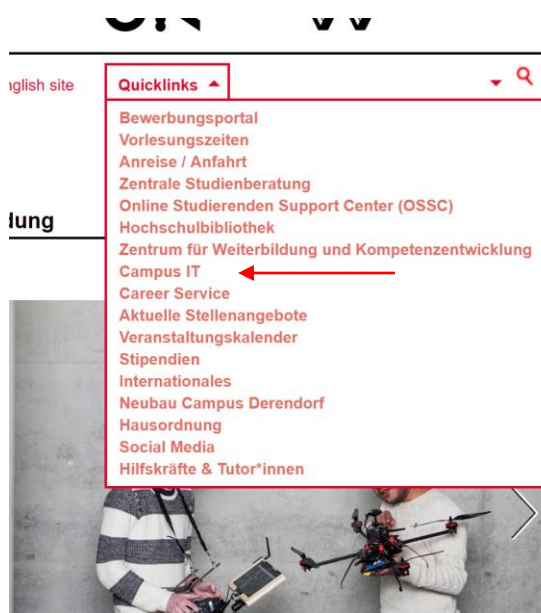 nglish site
Quicklinks
dung
Bewerbungsportal
Vorlesungszeiten
Anreise / Anfahrt
Zentrale Studienberatung
Online Studierenden Support Center (OSSC)
Hochschulbibliothek
Zentrum für Weiterbildung und Kompetenzentwicklung
Campus IT
Career Service
Aktuelle Stellenangebote
Veranstaltungskalender
Stipendien
Internationales
Neubau Campus Derendorf
Hausordnung
Social Media
Hilfskräfte & Tutor*innen